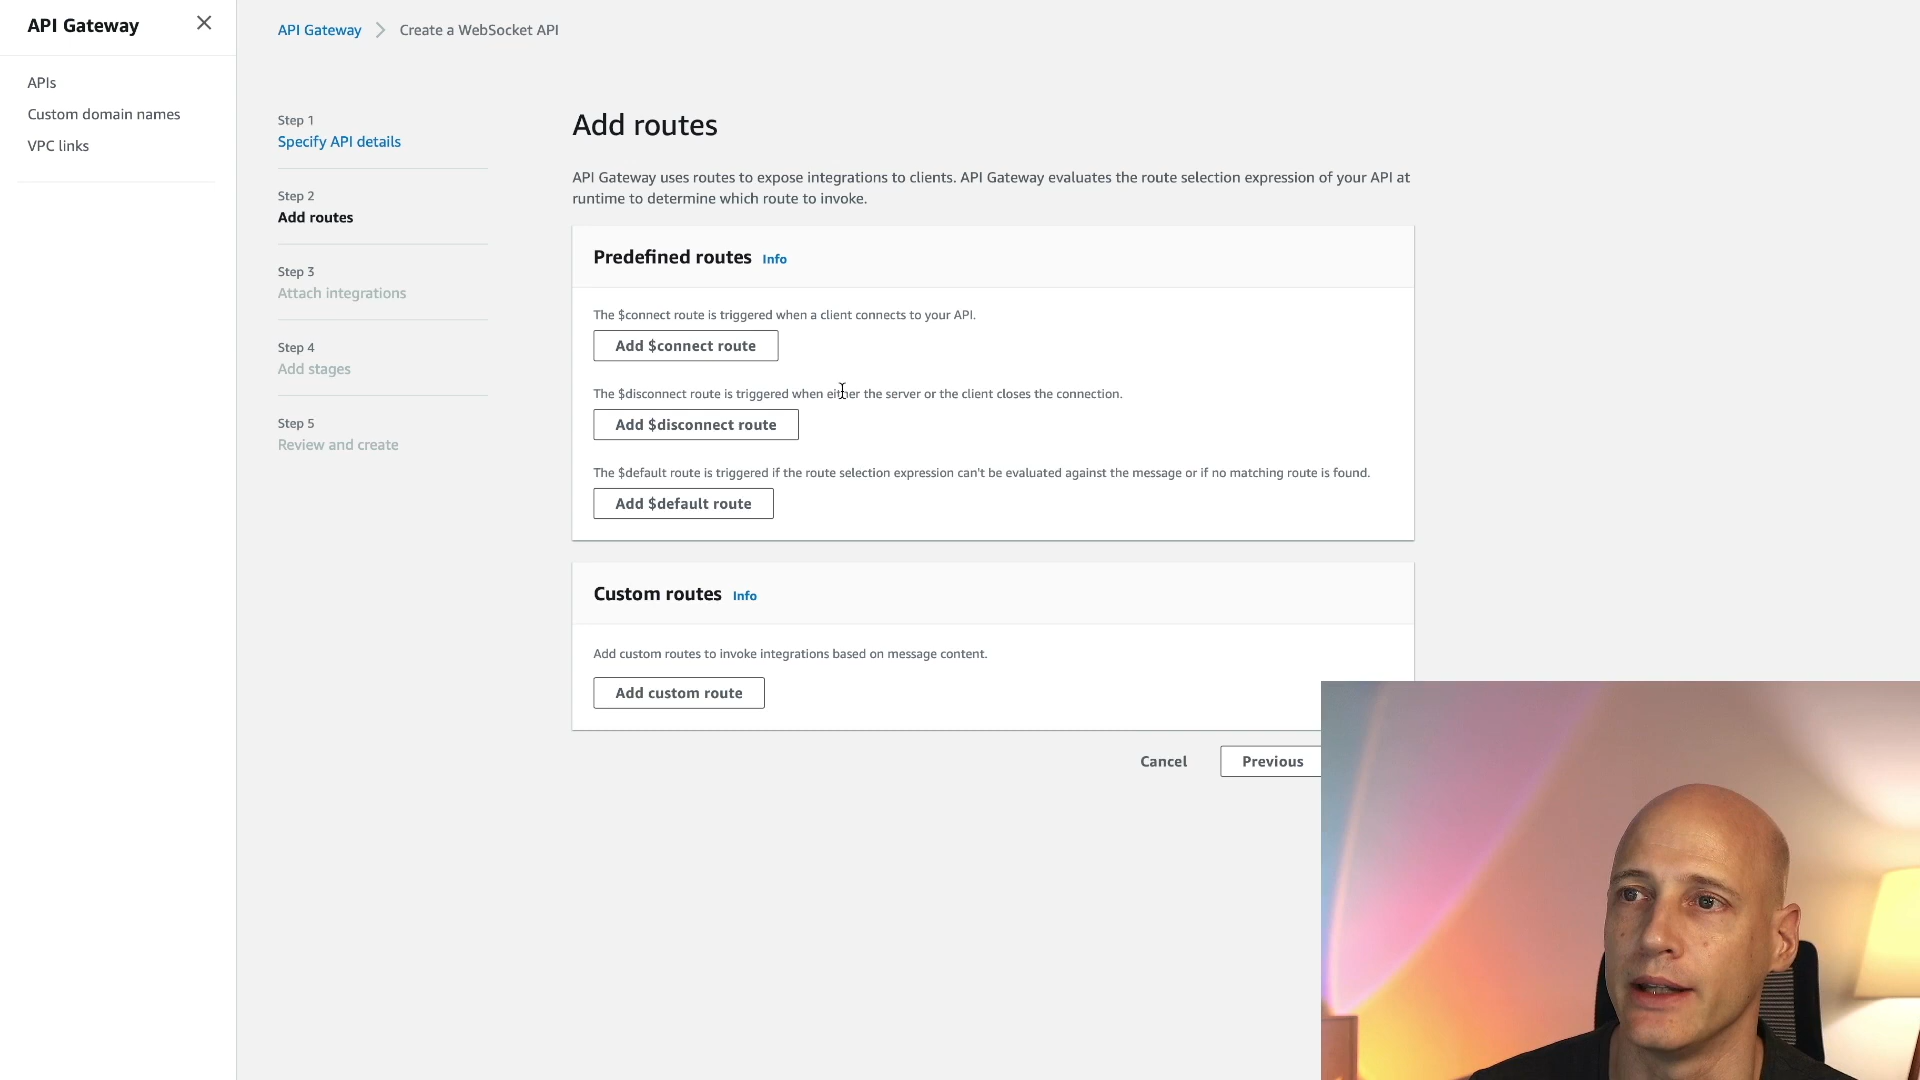 API Gateway
APIs
Custom domain names
VPC links
API Gateway
Create a WebSocket API
Step 1
Specify API details
Step 2
Add routes
Step 3
Attach integrations
Step 4
Add stages
Step 5
Review and create
Add routes
API Gateway uses routes to expose integrations to clients. API Gateway evaluates the route selection expression of your API at
runtime to determine which route to invoke.
Predefined routes Info
The $connect route is triggered when a client connects to your API.
Add $connect route
The $disconnect route is triggered when either the server or the client closes the connection.
Add $disconnect route
The $default route is triggered if the route selection expression can't be evaluated against the message or if no matching route is found.
Add $default route
Custom routes Info
Add custom routes to invoke integrations based on message content.
Add custom route
Cancel
Previous